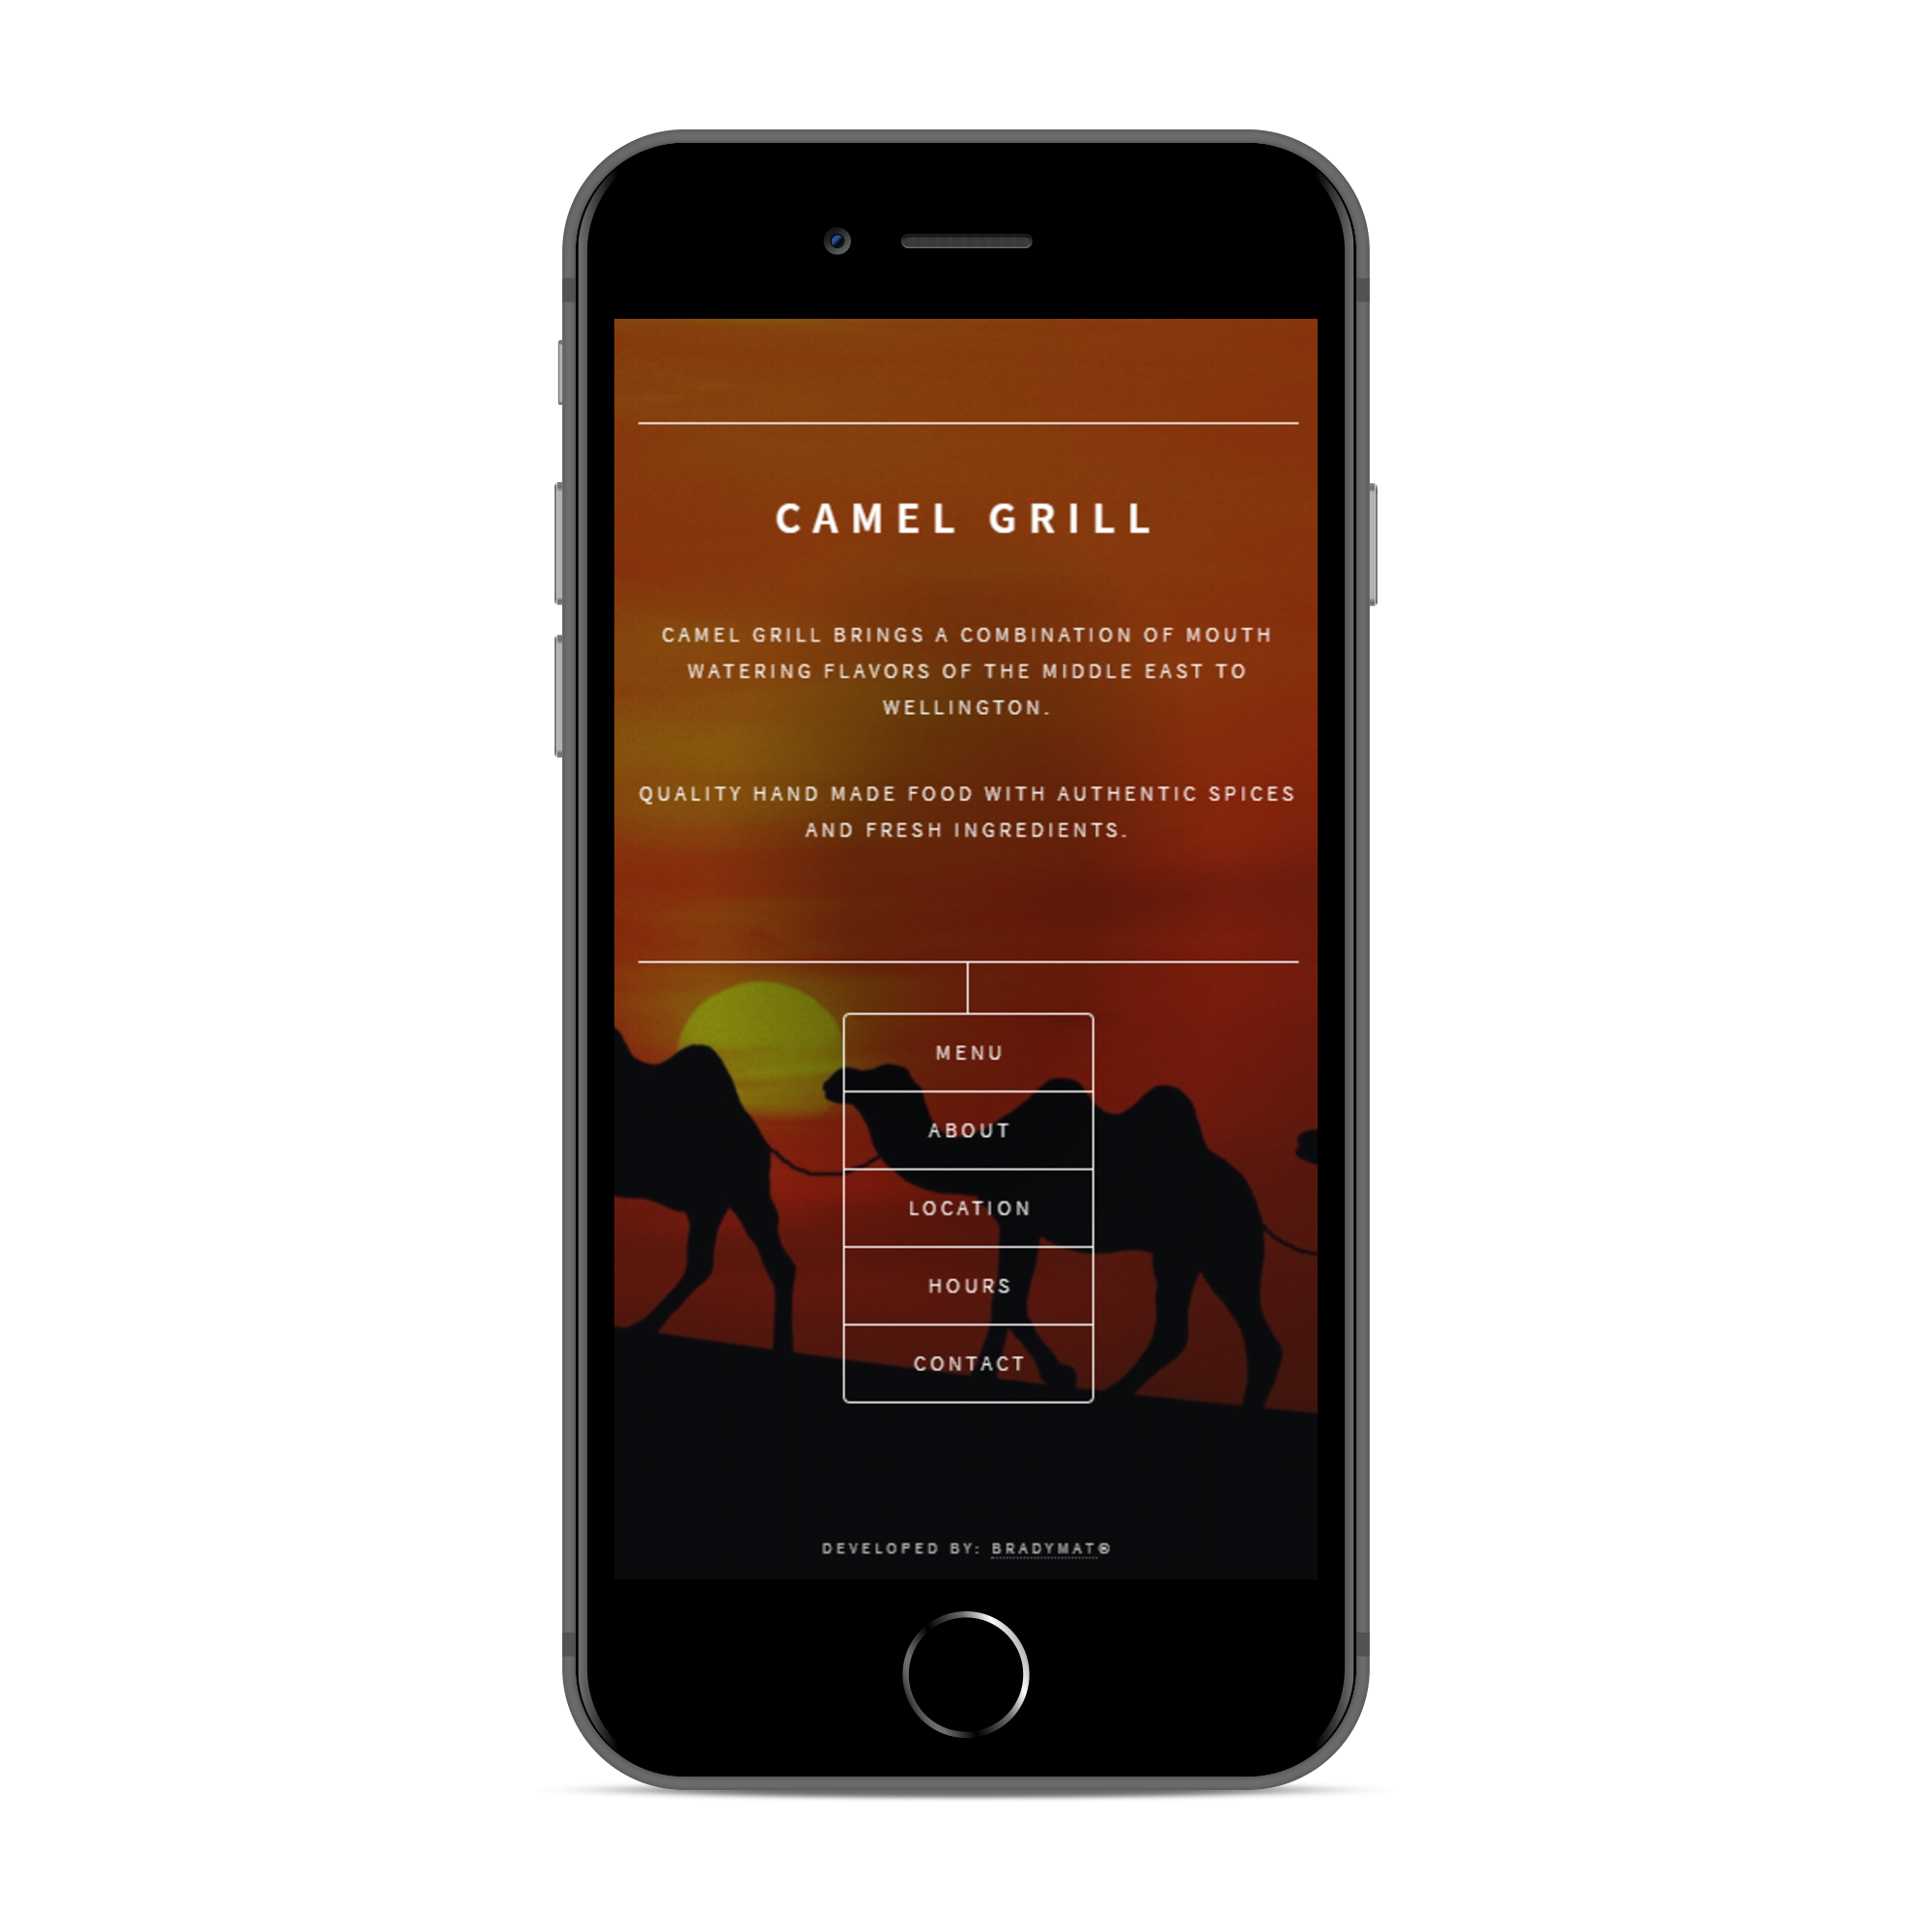 CAMEL GRILL
CAMEL GRILL BRINGS A COMBINATION OF MOUTH
WATERING FLAVORS OF THE MIDDLE EAST TO
WELLINGTON.
QUALITY HAND MADE FOOD WITH AUTHENTIC SPICES
AND FRESH INGREDIENTS.
MENU
ABOUT
LOCATION
HOURS
CONTACT
DEVELOPED BY: BRADYMAT®